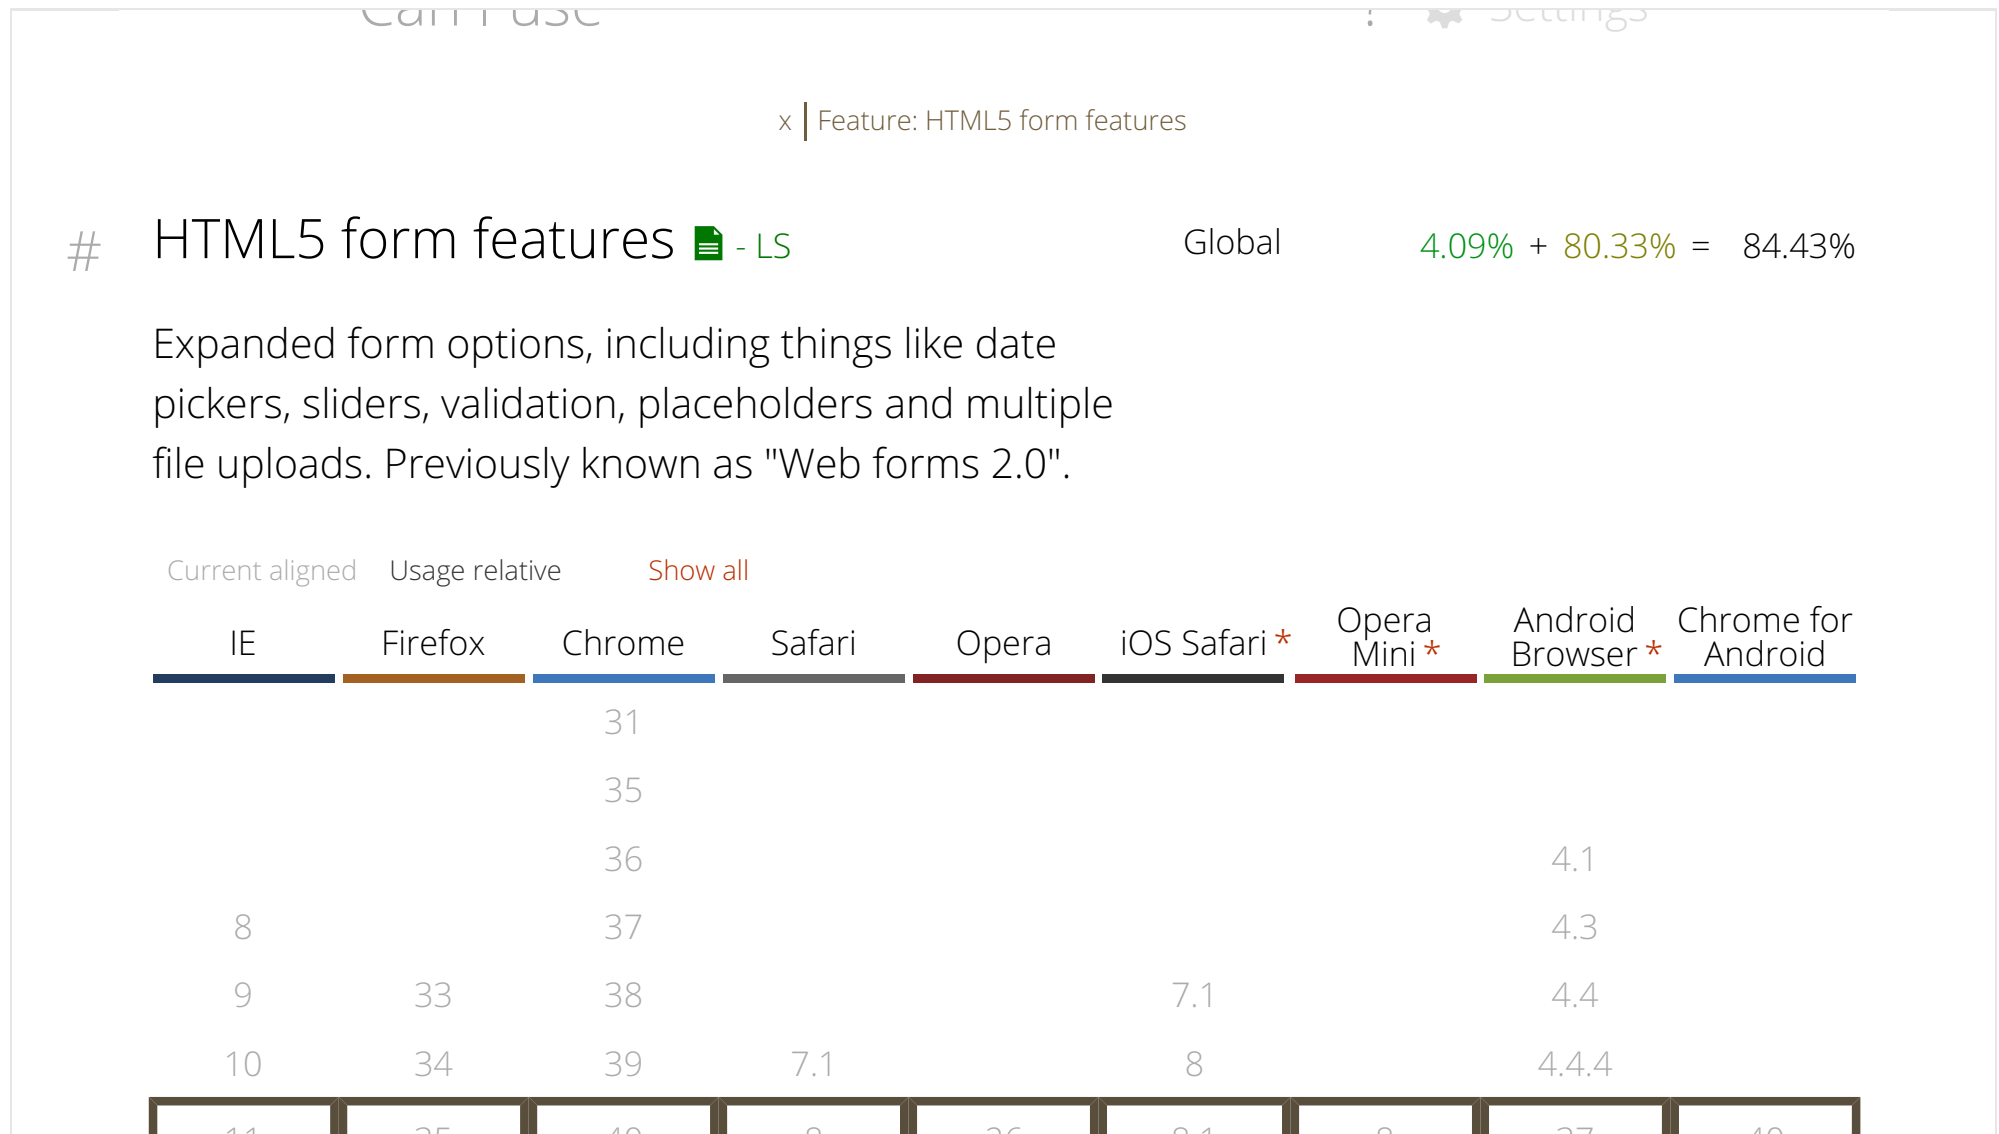 Can I use ? Settings
x | Feature: HTML5 form features
# HTML5 form features - LS Global 4.09% + 80.33% = 84.43%
Expanded form options, including things like date
pickers, sliders, validation, placeholders and multiple
file uploads. Previously known as "Web forms 2.0".
Current aligned Usage relative Show all
IE Firefox Chrome Safari Opera iOS Safari * Opera Mini * Android Browser * Chrome for Android
31
35
36 4.1
8 37 4.3
9 33 38 7.1 4.4
10 34 39 7.1 8 4.4.4